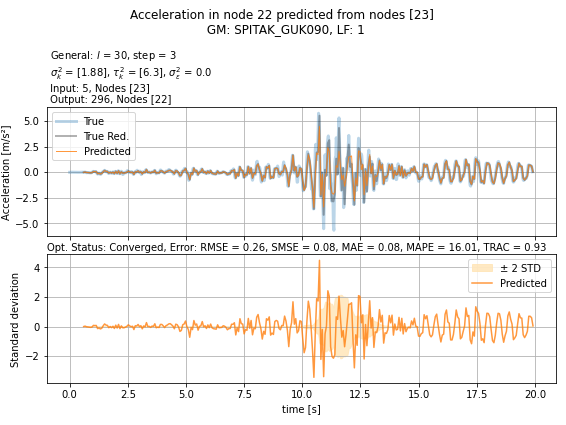 Acceleration in node 22 predicted from nodes [23]
GM: SPITAK_GUK090, LF: 1
General: l = 30, step = 3
σ²ₖ = [1.88], τ²ₖ = [6.3], σ²ε = 0.0
Input: 5, Nodes [23]
Output: 296, Nodes [22]
Acceleration [m/s²]
5.0
2.5
0.0
−2.5
−5.0
True
True Red.
Predicted
Opt. Status: Converged, Error: RMSE = 0.26, SMSE = 0.08, MAE = 0.08, MAPE = 16.01, TRAC = 0.93
Standard deviation
4
2
0
−2
± 2 STD
Predicted
0.0 2.5 5.0 7.5 10.0 12.5 15.0 17.5 20.0
time [s]